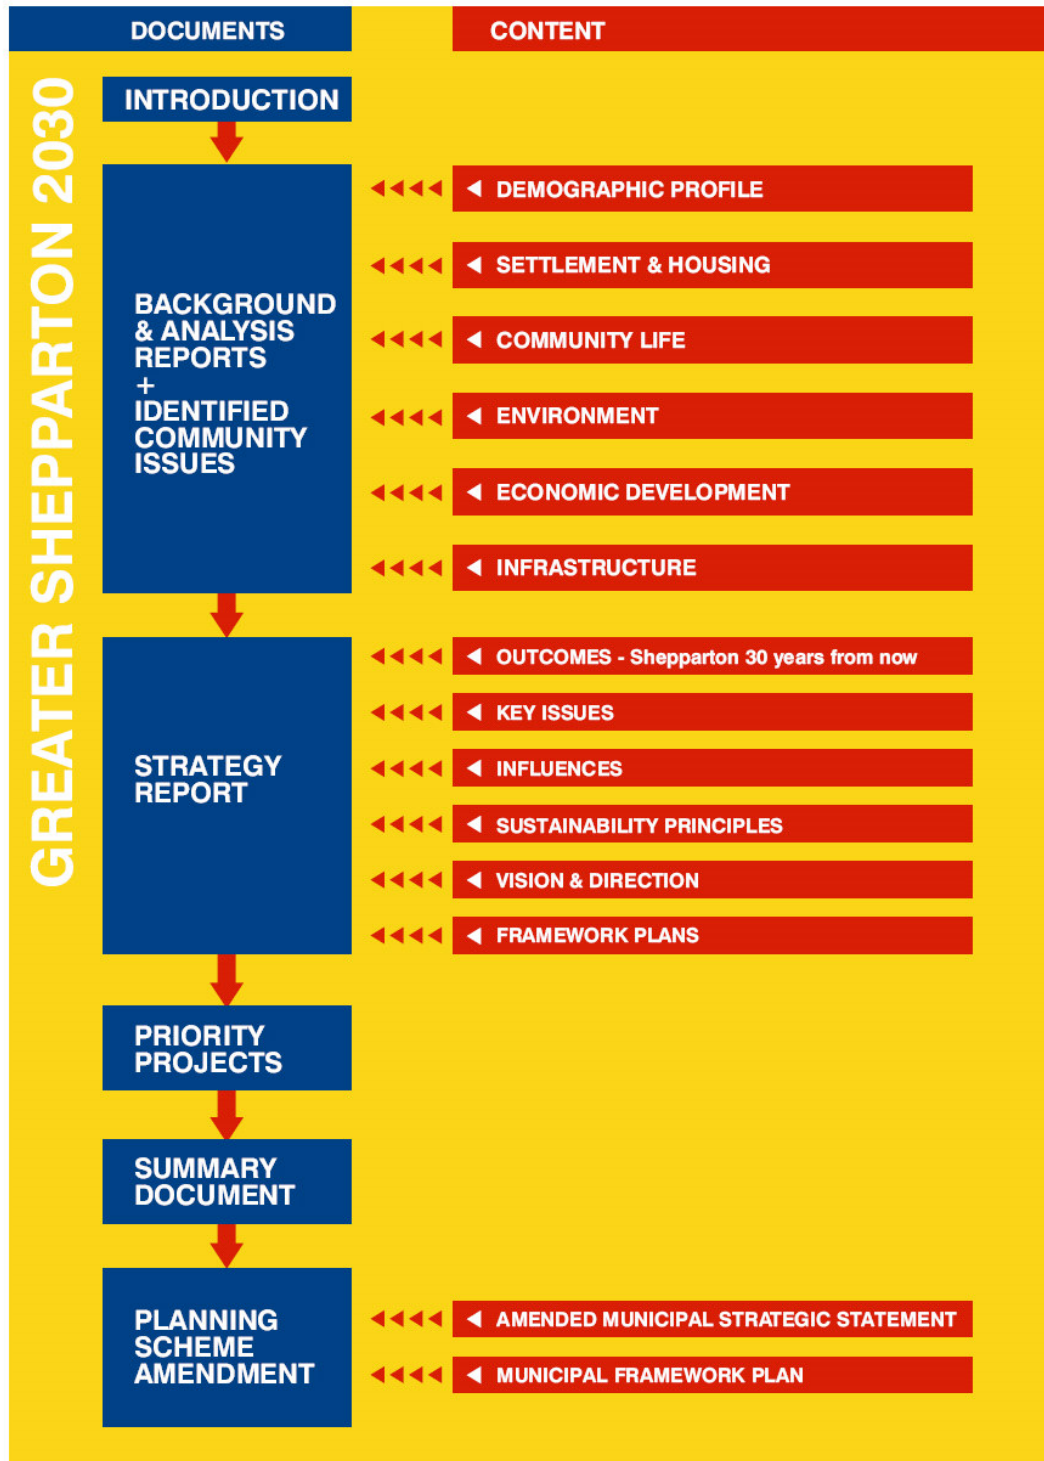 DOCUMENTS
CONTENT
GREATER SHEPPARTON 2030
INTRODUCTION
BACKGROUND
& ANALYSIS
REPORTS
+
IDENTIFIED
COMMUNITY
ISSUES
DEMOGRAPHIC PROFILE
SETTLEMENT & HOUSING
COMMUNITY LIFE
ENVIRONMENT
ECONOMIC DEVELOPMENT
INFRASTRUCTURE
STRATEGY
REPORT
OUTCOMES - Shepparton 30 years from now
KEY ISSUES
INFLUENCES
SUSTAINABILITY PRINCIPLES
VISION & DIRECTION
FRAMEWORK PLANS
PRIORITY
PROJECTS
SUMMARY
DOCUMENT
PLANNING
SCHEME
AMENDMENT
AMENDED MUNICIPAL STRATEGIC STATEMENT
MUNICIPAL FRAMEWORK PLAN